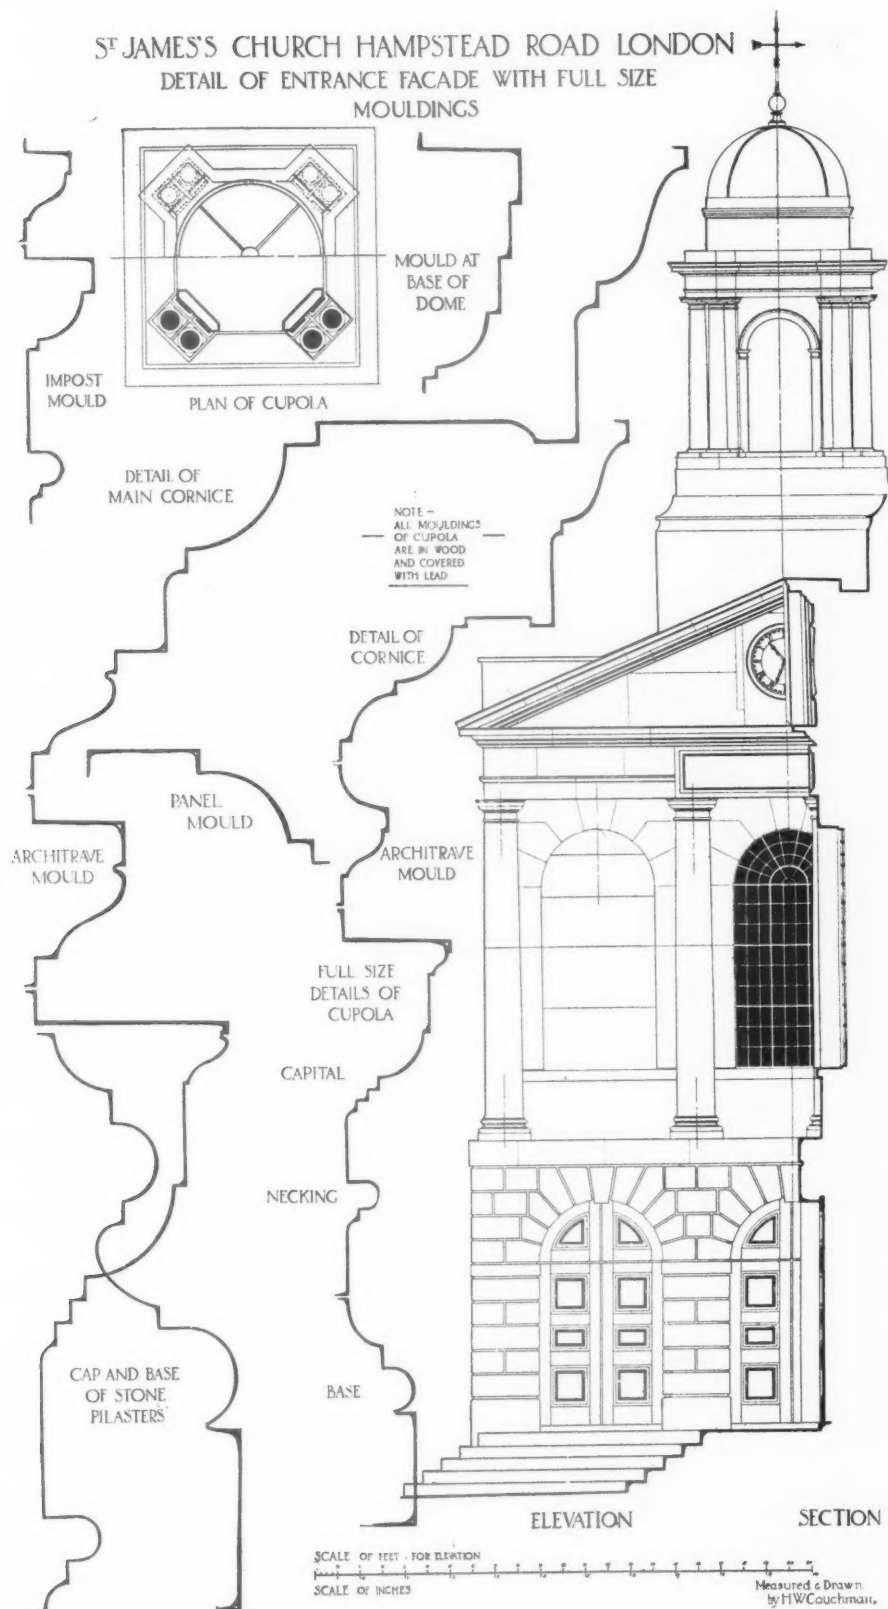 ST JAMES'S CHURCH HAMPSTEAD ROAD LONDON
DETAIL OF ENTRANCE FACADE WITH FULL SIZE
MOULDINGS
MOULD AT
BASE OF
DOME
IMPOST
MOULD
PLAN OF CUPOLA
DETAIL OF
MAIN CORNICE
NOTE –
ALL MOULDINGS
OF CUPOLA
ARE IN WOOD
AND COVERED
WITH LEAD
DETAIL OF
CORNICE
PANEL
MOULD
ARCHITRAVE
MOULD
ARCHITRAVE
MOULD
FULL SIZE
DETAILS OF
CUPOLA
CAPITAL
NECKING
CAP AND BASE
OF STONE
PILASTERS
BASE
ELEVATION
SECTION
SCALE OF FEET · FOR ELEVATION
SCALE OF INCHES
Measured & Drawn
by H W Couchman.